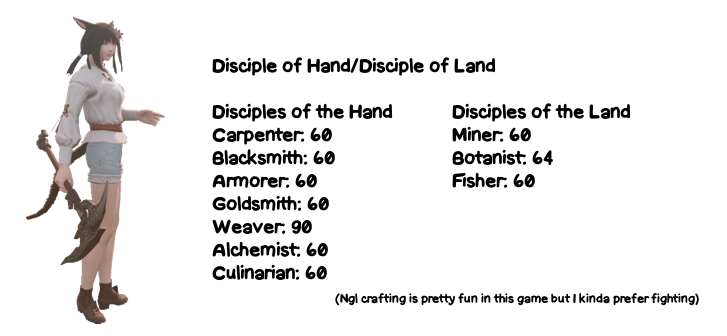 Disciple of Hand/Disciple of Land
Disciples of the Hand
Carpenter: 60
Blacksmith: 60
Armorer: 60
Goldsmith: 60
Weaver: 90
Alchemist: 60
Culinarian: 60
Disciples of the Land
Miner: 60
Botanist: 64
Fisher: 60
(Ngl crafting is pretty fun in this game but I kinda prefer fighting)